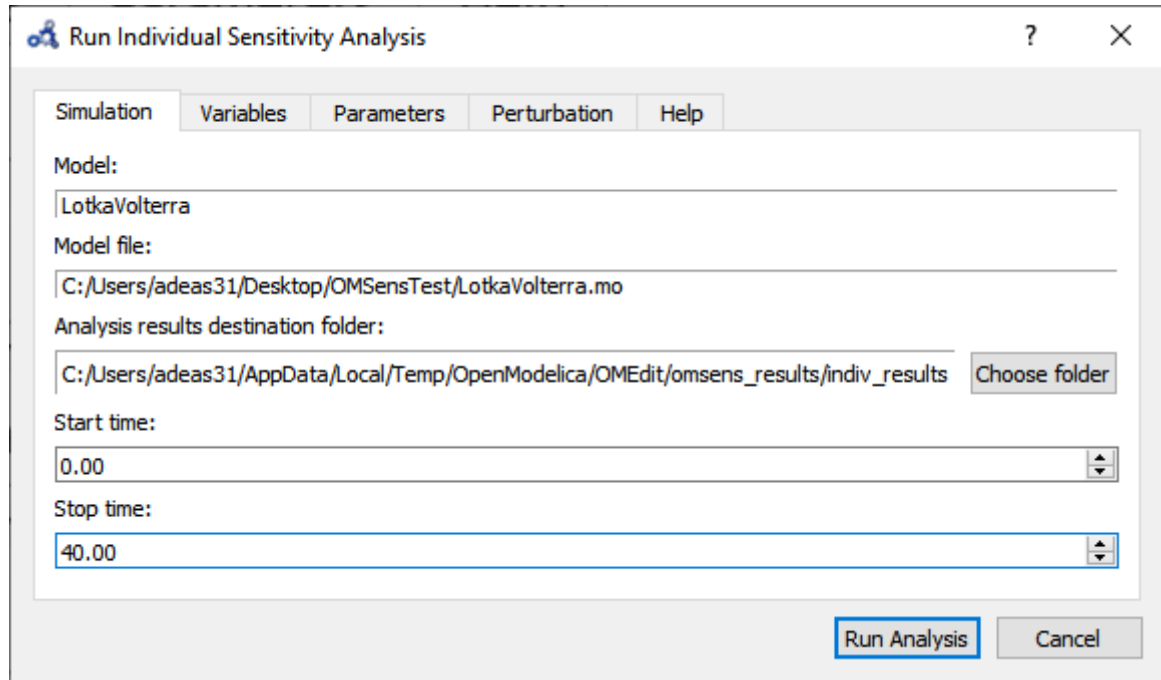 Run Individual Sensitivity Analysis
? X
Simulation Variables Parameters Perturbation Help
Model:
LotkaVolterra
Model file:
C:/Users/adeas31/Desktop/OMSensTest/LotkaVolterra.mo
Analysis results destination folder:
C:/Users/adeas31/AppData/Local/Temp/OpenModelica/OMEdit/omsens_results/indiv_results Choose folder
Start time:
0.00
Stop time:
40.00
Run Analysis Cancel